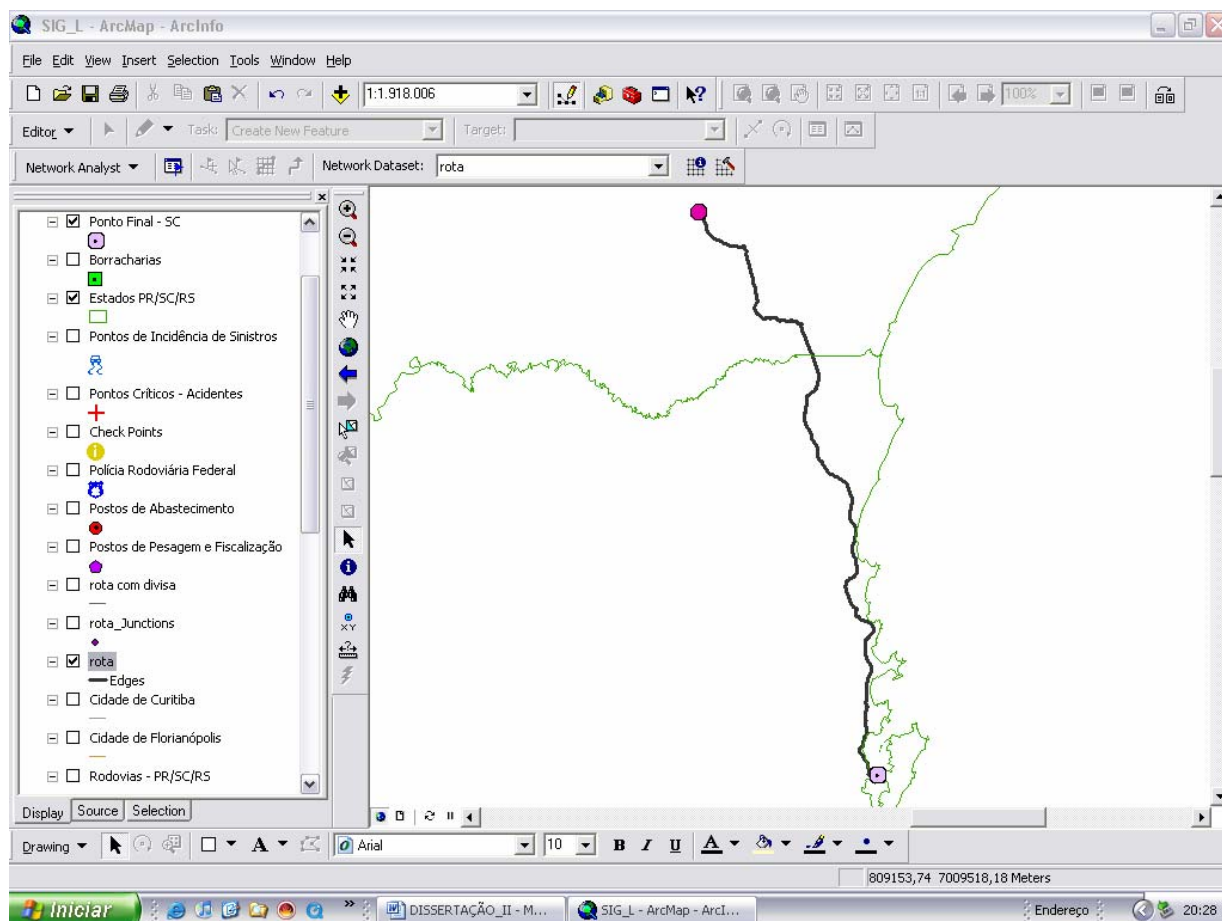 SIG_L - ArcMap - ArcInfo
File Edit View Insert Selection Tools Window Help
1:1.918.006
100%
Editor Task: Create New Feature Target:
Network Analyst Network Dataset: rota
Ponto Final - SC
Borracharias
Estados PR/SC/RS
Pontos de Incidência de Sinistros
Pontos Críticos - Acidentes
Check Points
Polícia Rodoviária Federal
Postos de Abastecimento
Postos de Pesagem e Fiscalização
rota com divisa
rota_Junctions
rota
Edges
Cidade de Curitiba
Cidade de Florianópolis
Rodovias - PR/SC/RS
XY
Display Source Selection
Drawing A Arial 10 B I U A
809153,74 7009518,18 Meters
Iniciar DISSERTAÇÃO_II - M... SIG_L - ArcMap - ArcI... Endereço 20:28